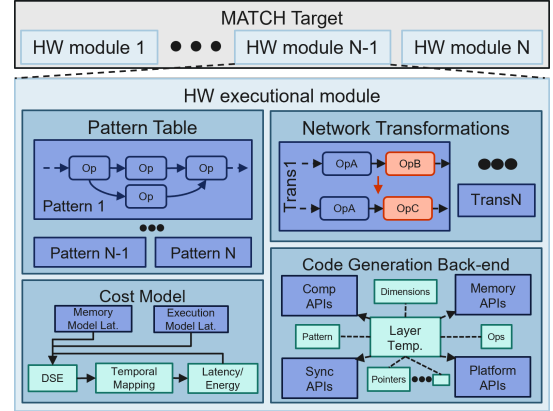 MATCH Target
HW module 1
HW module N-1
HW module N
HW executional module
Pattern Table
Op
Op
Op
Op
Pattern 1
Pattern N-1
Pattern N
Network Transformations
Trans1
OpA
OpB
OpA
OpC
TransN
Cost Model
Memory
Model Lat.
Execution
Model Lat.
DSE
Temporal
Mapping
Latency/
Energy
Code Generation Back-end
Comp
APIs
Dimensions
Memory
APIs
Pattern
Layer
Temp.
Ops
Sync
APIs
Pointers
Platform
APIs